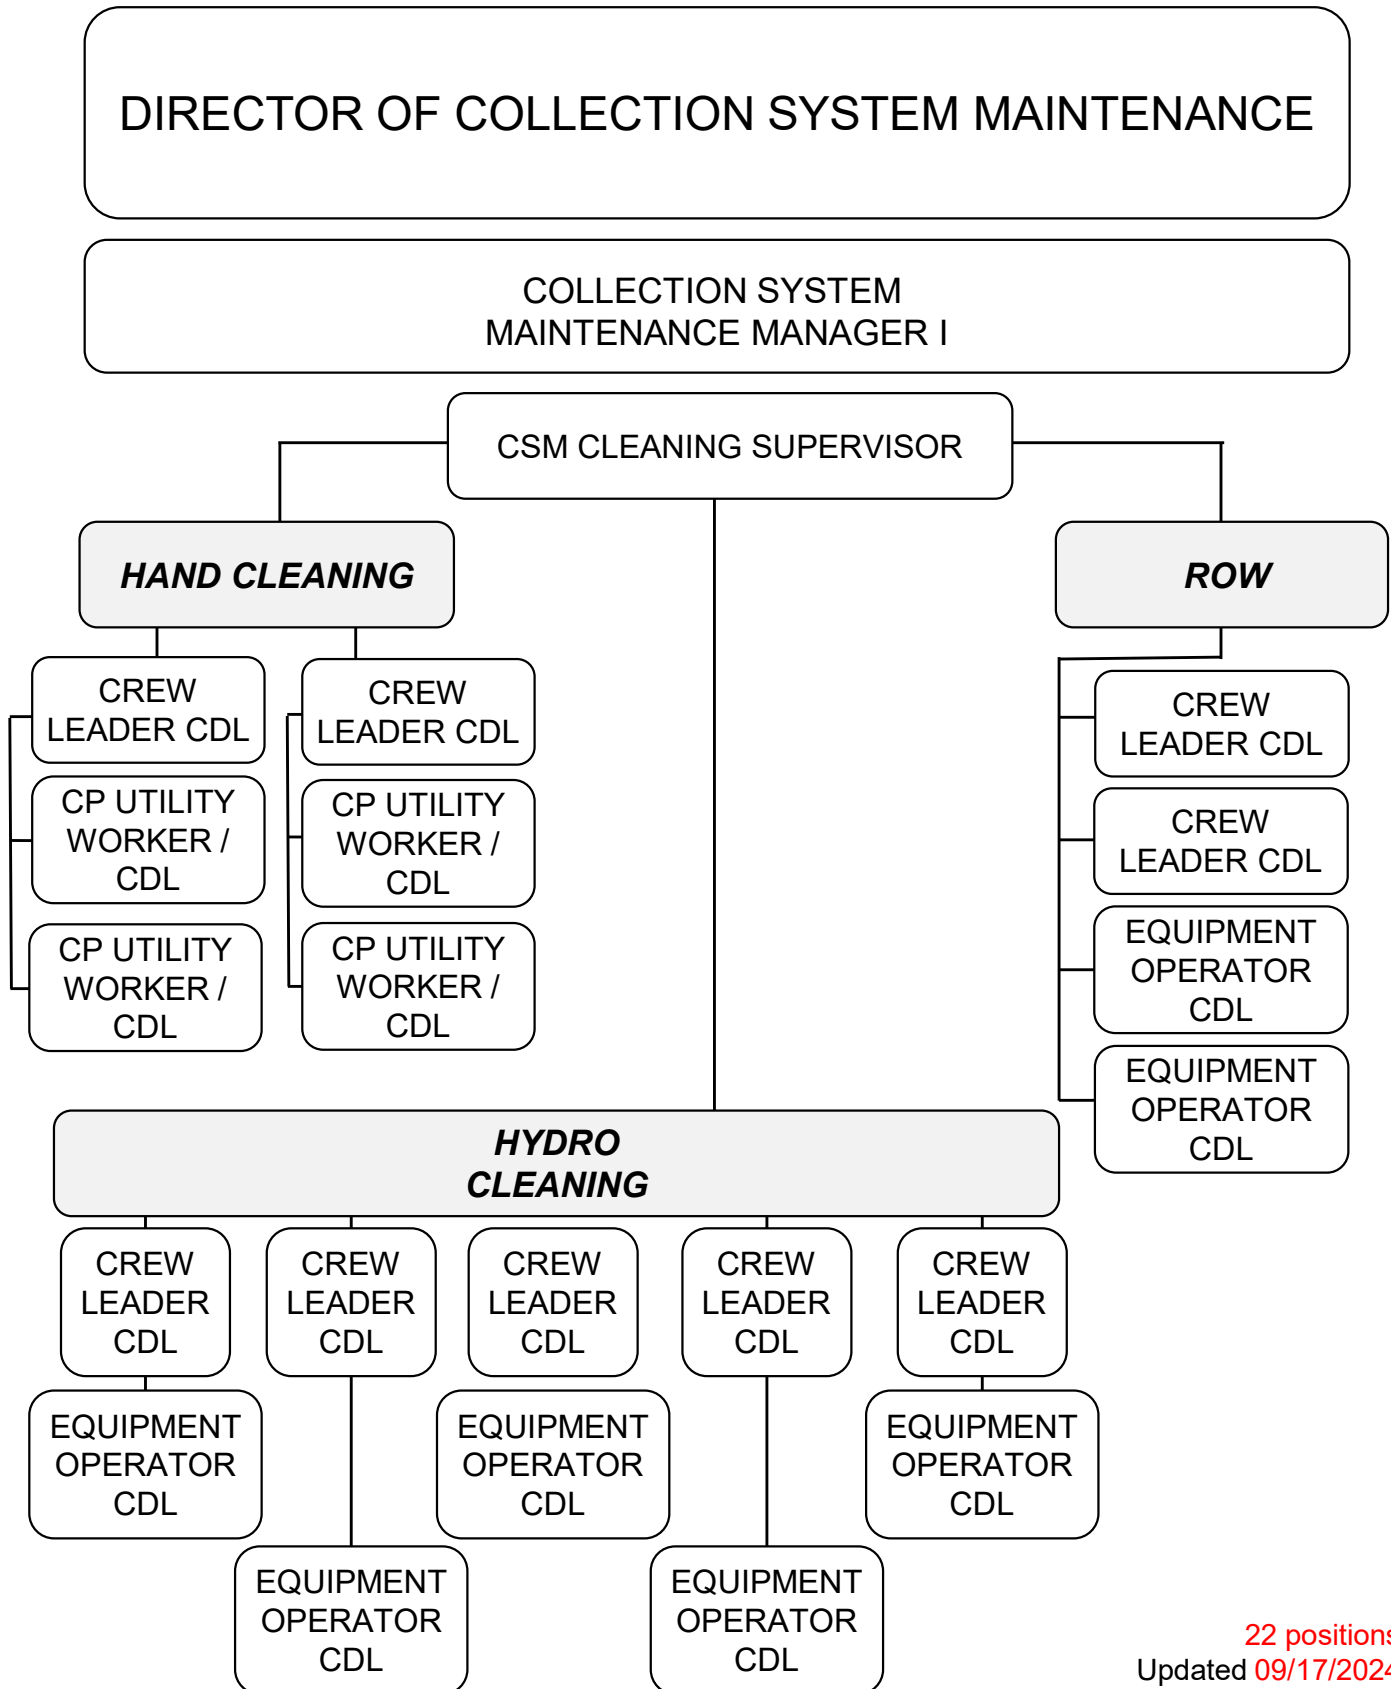 DIRECTOR OF COLLECTION SYSTEM MAINTENANCE
COLLECTION SYSTEM
MAINTENANCE MANAGER I
CSM CLEANING SUPERVISOR
HAND CLEANING
ROW
CREW
LEADER CDL
CP UTILITY
WORKER /
CDL
CP UTILITY
WORKER /
CDL
CREW
LEADER CDL
CP UTILITY
WORKER /
CDL
CP UTILITY
WORKER /
CDL
CREW
LEADER CDL
CREW
LEADER CDL
EQUIPMENT
OPERATOR
CDL
EQUIPMENT
OPERATOR
CDL
HYDRO
CLEANING
CREW
LEADER
CDL
CREW
LEADER
CDL
CREW
LEADER
CDL
CREW
LEADER
CDL
CREW
LEADER
CDL
EQUIPMENT
OPERATOR
CDL
EQUIPMENT
OPERATOR
CDL
EQUIPMENT
OPERATOR
CDL
EQUIPMENT
OPERATOR
CDL
EQUIPMENT
OPERATOR
CDL
22 positions
Updated 09/17/2024